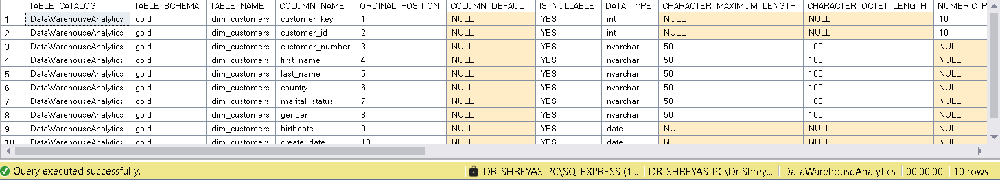 TABLE_CATALOG TABLE_SCHEMA TABLE_NAME COLUMN_NAME ORDINAL_POSITION COLUMN_DEFAULT IS_NULLABLE DATA_TYPE CHARACTER_MAXIMUM_LENGTH CHARACTER_OCTET_LENGTH NUMERIC_P
1 DataWarehouseAnalytics gold dim_customers customer_key 1 NULL YES int NULL NULL 10
2 DataWarehouseAnalytics gold dim_customers customer_id 2 NULL YES int NULL NULL 10
3 DataWarehouseAnalytics gold dim_customers customer_number 3 NULL YES nvarchar 50 100 NULL
4 DataWarehouseAnalytics gold dim_customers first_name 4 NULL YES nvarchar 50 100 NULL
5 DataWarehouseAnalytics gold dim_customers last_name 5 NULL YES nvarchar 50 100 NULL
6 DataWarehouseAnalytics gold dim_customers country 6 NULL YES nvarchar 50 100 NULL
7 DataWarehouseAnalytics gold dim_customers marital_status 7 NULL YES nvarchar 50 100 NULL
8 DataWarehouseAnalytics gold dim_customers gender 8 NULL YES nvarchar 50 100 NULL
9 DataWarehouseAnalytics gold dim_customers birthdate 9 NULL YES date NULL NULL NULL
10 DataWarehouseAnalytics gold dim_customers create_date 10 NULL YES date NULL NULL NULL
Query executed successfully. DR-SHREYAS-PC\SQLEXPRESS (1... DR-SHREYAS-PC\Dr Shrey... DataWarehouseAnalytics 00:00:00 10 rows